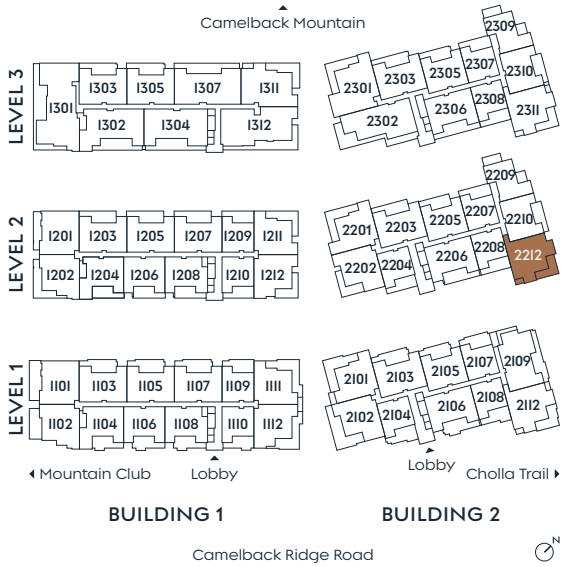 Camelback Mountain
LEVEL 3
1301 1303 1305 1307 1311
1302 1304 1312
2301 2303 2305 2307 2309 2310
2302 2306 2308 2311
LEVEL 2
1201 1203 1205 1207 1209 1211
1202 1204 1206 1208 1210 1212
2201 2203 2205 2207 2209 2210
2202 2204 2206 2208 2212
LEVEL 1
1101 1103 1105 1107 1109 1111
1102 1104 1106 1108 1110 1112
2101 2103 2105 2107 2109
2102 2104 2106 2108 2112
Mountain Club
Lobby
Lobby
Cholla Trail
BUILDING 1
BUILDING 2
Camelback Ridge Road
N